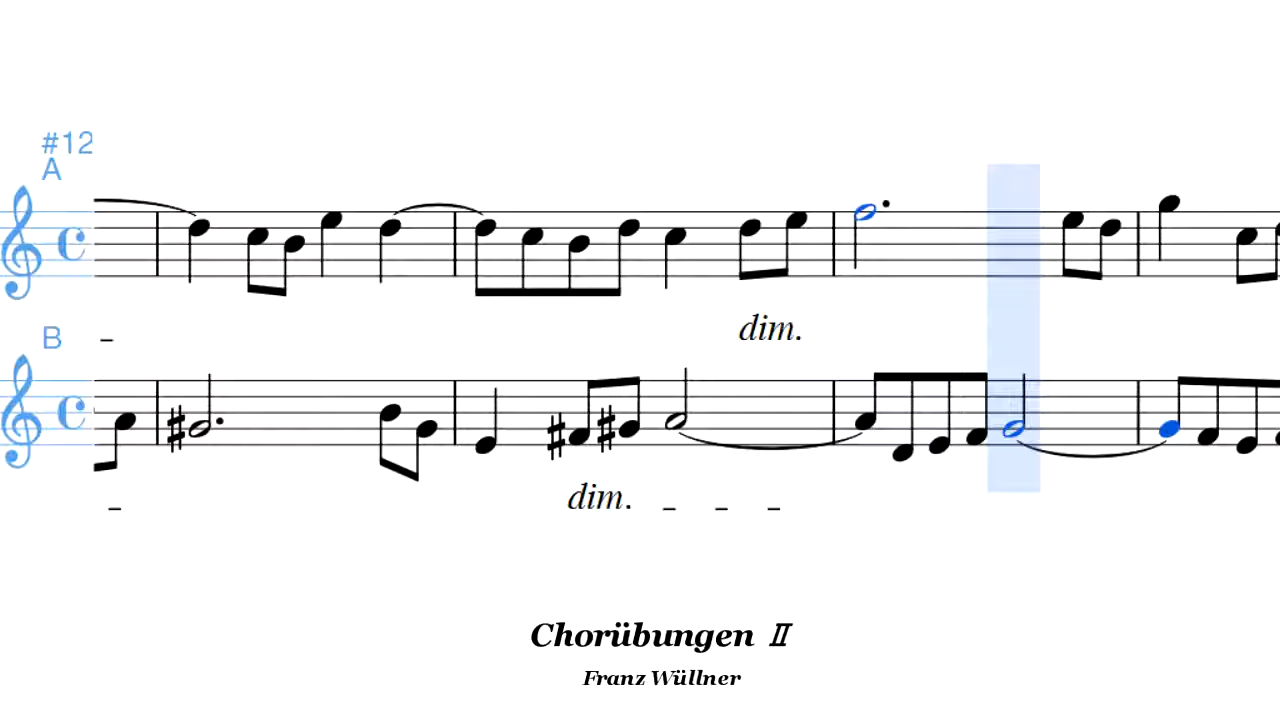 #12
A
dim.
B
dim.
Chorübungen Ⅱ
Franz Wüllner